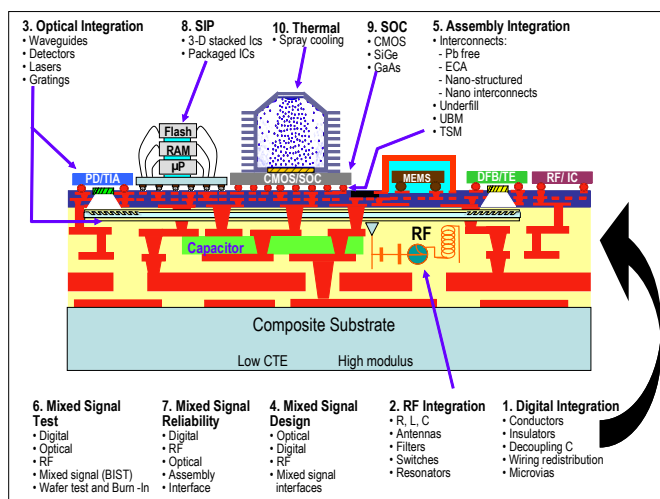 3. Optical Integration
• Waveguides
• Detectors
• Lasers
• Gratings
8. SIP
• 3-D stacked Ics
• Packaged ICs
10. Thermal
• Spray cooling
9. SOC
• CMOS
• SiGe
• GaAs
5. Assembly Integration
• Interconnects:
- Pb free
- ECA
- Nano-structured
- Nano interconnects
• Underfill
• UBM
• TSM
Flash
RAM
µP
PD/TIA
CMOS/SOC
MEMS
DFB/TE
RF/ IC
Capacitor
RF
Composite Substrate
Low CTE
High modulus
6. Mixed Signal
Test
• Digital
• Optical
• RF
• Mixed signal (BIST)
• Wafer test and Burn -In
7. Mixed Signal
Reliability
• Digital
• RF
• Optical
• Assembly
• Interface
4. Mixed Signal
Design
• Optical
• Digital
• RF
• Mixed signal
interfaces
2. RF Integration
• R, L, C
• Antennas
• Filters
• Switches
• Resonators
1. Digital Integration
• Conductors
• Insulators
• Decoupling C
• Wiring redistribution
• Microvias